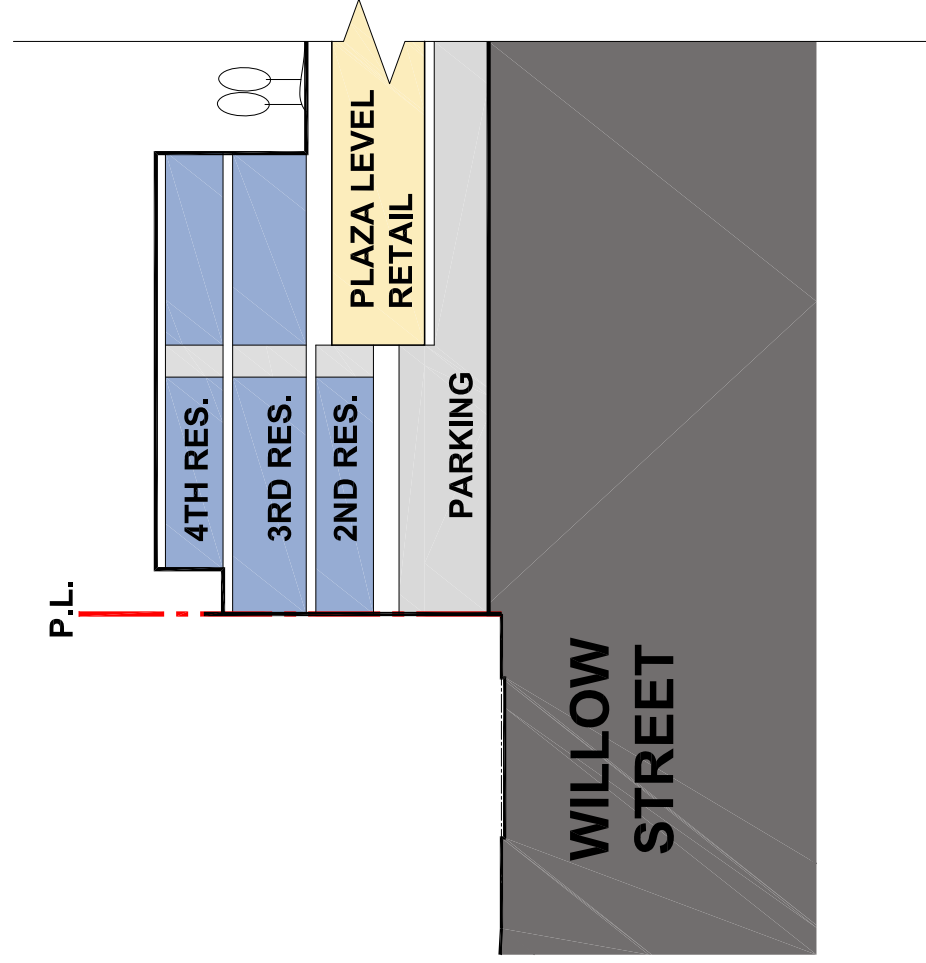 P.L.
4TH RES.
3RD RES.
2ND RES.
PLAZA LEVEL
RETAIL
PARKING
WILLOW
STREET